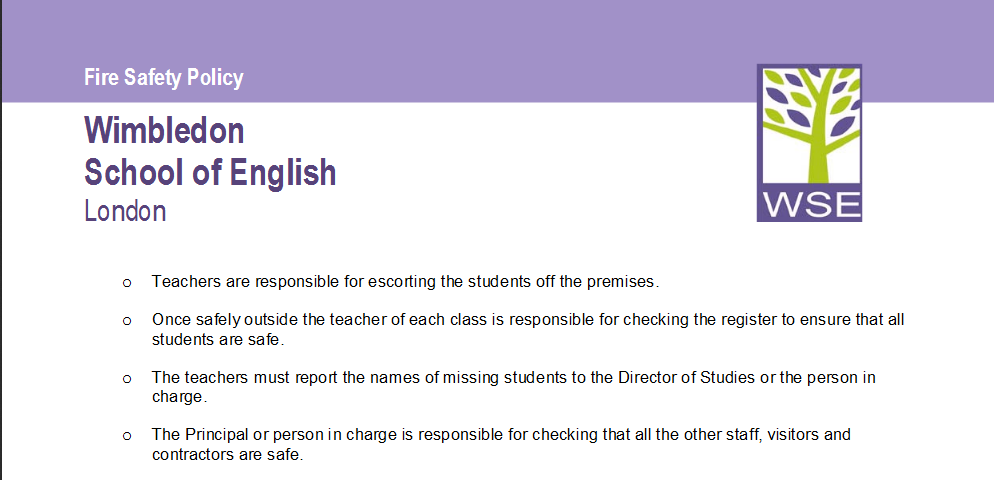 Fire Safety Policy
Wimbledon
School of English
London
WSE
o Teachers are responsible for escorting the students off the premises.
o Once safely outside the teacher of each class is responsible for checking the register to ensure that all
students are safe.
o The teachers must report the names of missing students to the Director of Studies or the person in
charge.
o The Principal or person in charge is responsible for checking that all the other staff, visitors and
contractors are safe.